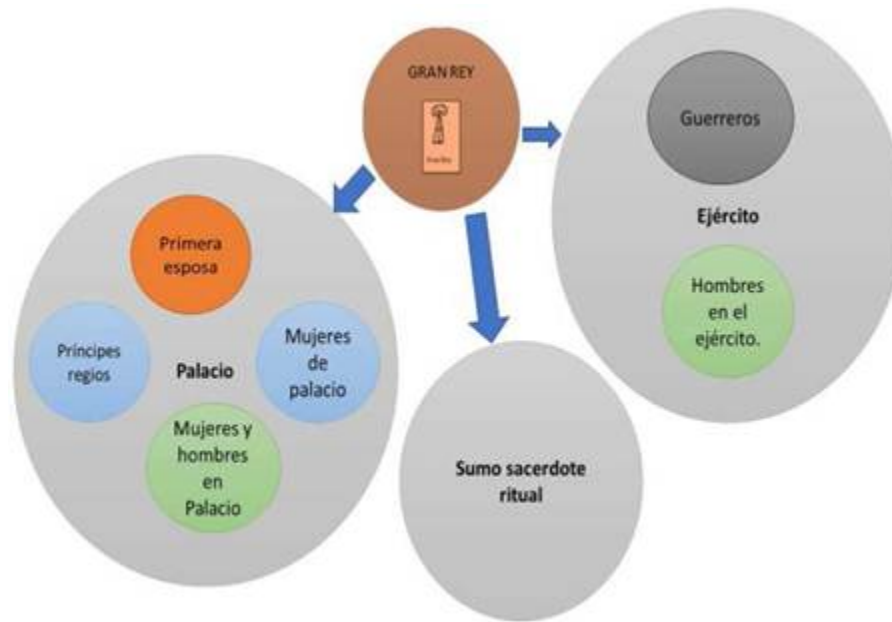 GRAN REY
Guerreros
Ejército
Hombres
en el
ejército.
Primera
esposa
Príncipes
regios
Palacio
Mujeres
de
palacio
Mujeres y
hombres
en
Palacio
Sumo sacerdote
ritual